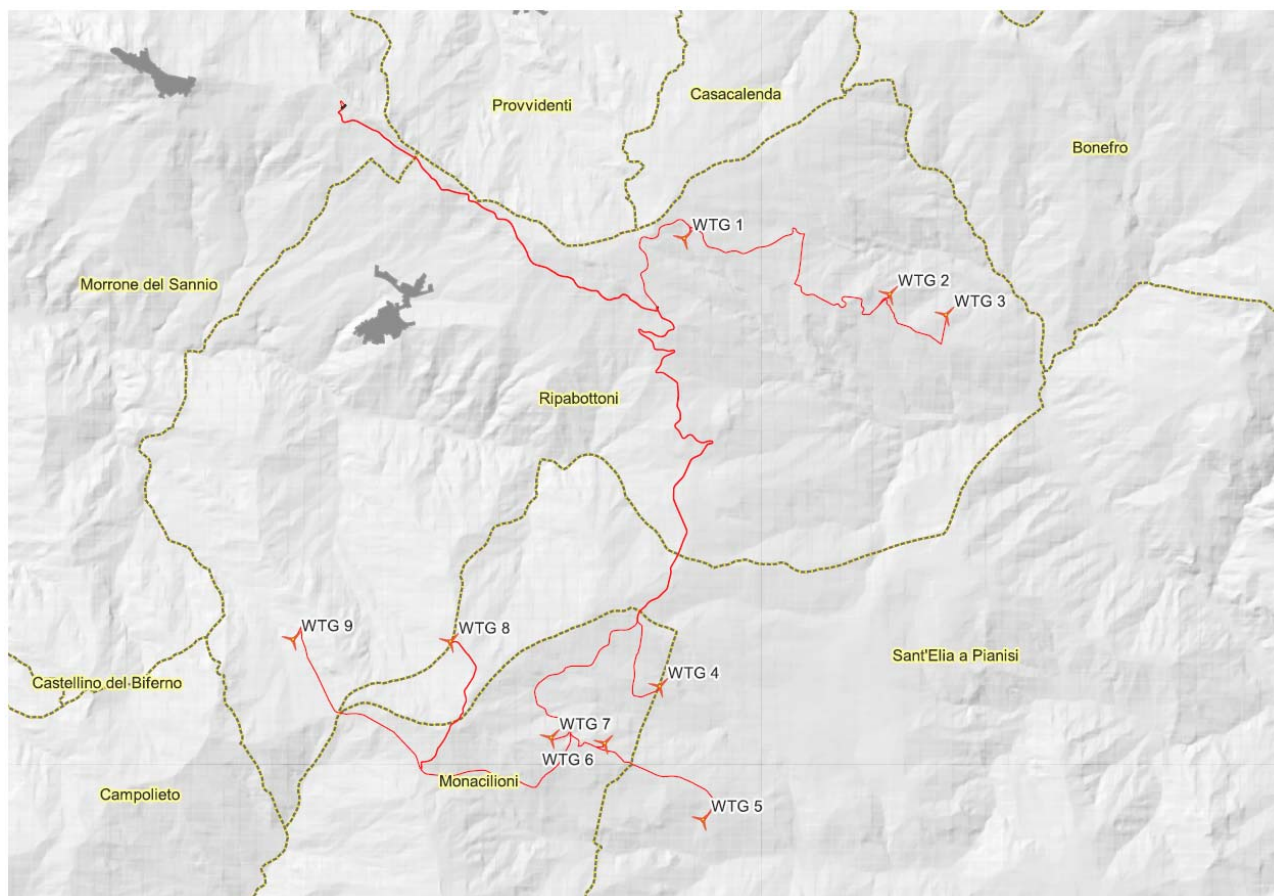 Casacalenda
Provvidenti
Bonefro
WTG 1
Morrone del Sannio
WTG 2
WTG 3
Ripabottoni
WTG 9
WTG 8
Sant'Elia a Pianisi
Castellino del Biferno
WTG 4
WTG 7
WTG 6
Monacilioni
Campolieto
WTG 5